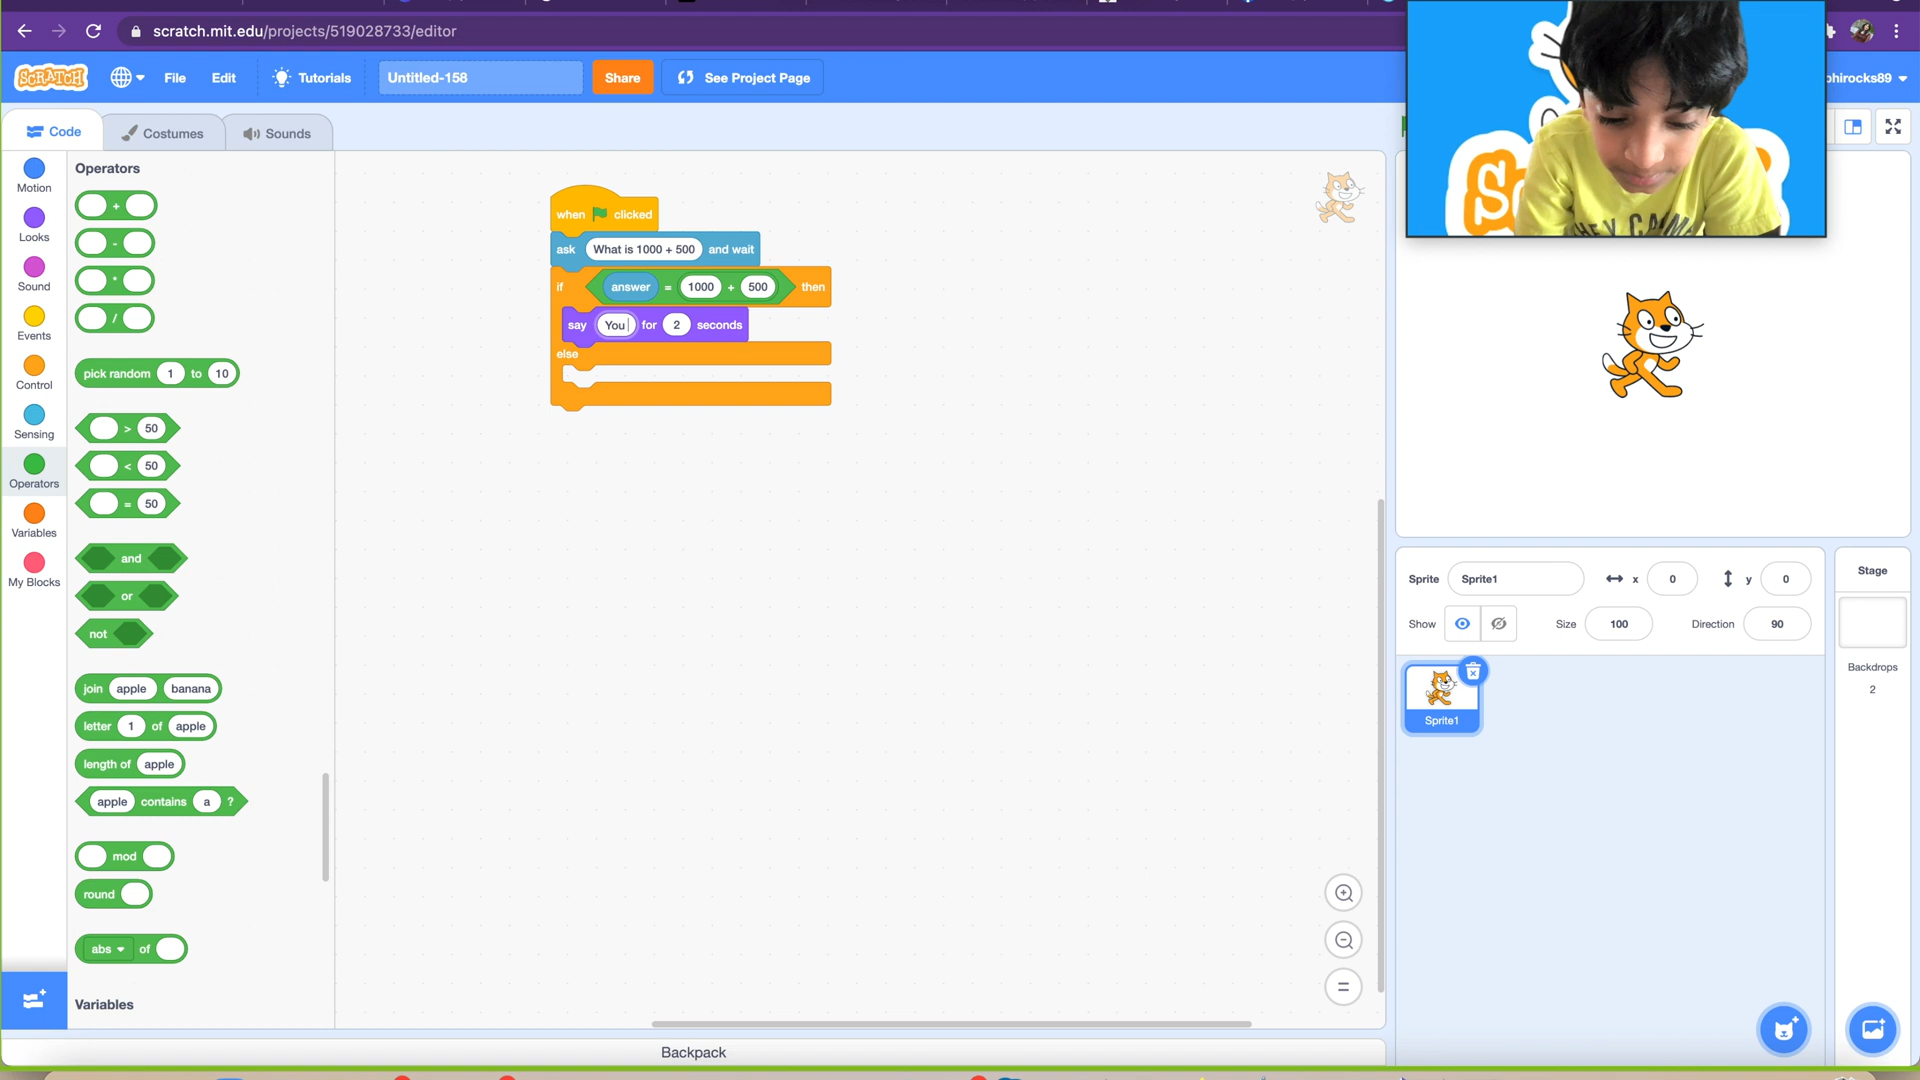 scratch.mit.edu/projects/519028733/editor
SCRATCH
File
Edit
Tutorials
Untitled-158
Share
See Project Page
phirocks89
Code
Costumes
Sounds
Motion
Looks
Sound
Events
Control
Sensing
Operators
Variables
My Blocks
Operators
+
-
*
/
pick random 1 to 10
> 50
< 50
= 50
and
or
not
join apple banana
letter 1 of apple
length of apple
apple contains a ?
mod
round
abs of
Variables
when clicked
ask What is 1000 + 500 and wait
if answer = 1000 + 500 then
say You for 2 seconds
else
Backpack
HEY
Sprite
Sprite1
x 0
y 0
Show
Size 100
Direction 90
Sprite1
Stage
Backdrops
2